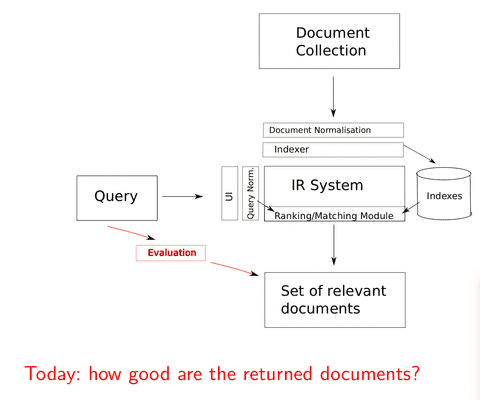 Document
Collection
Document Normalisation
Indexer
IR System
UI
Query Norm.
Query
Indexes
Ranking/Matching Module
Evaluation
Set of relevant
documents
Today: how good are the returned documents?